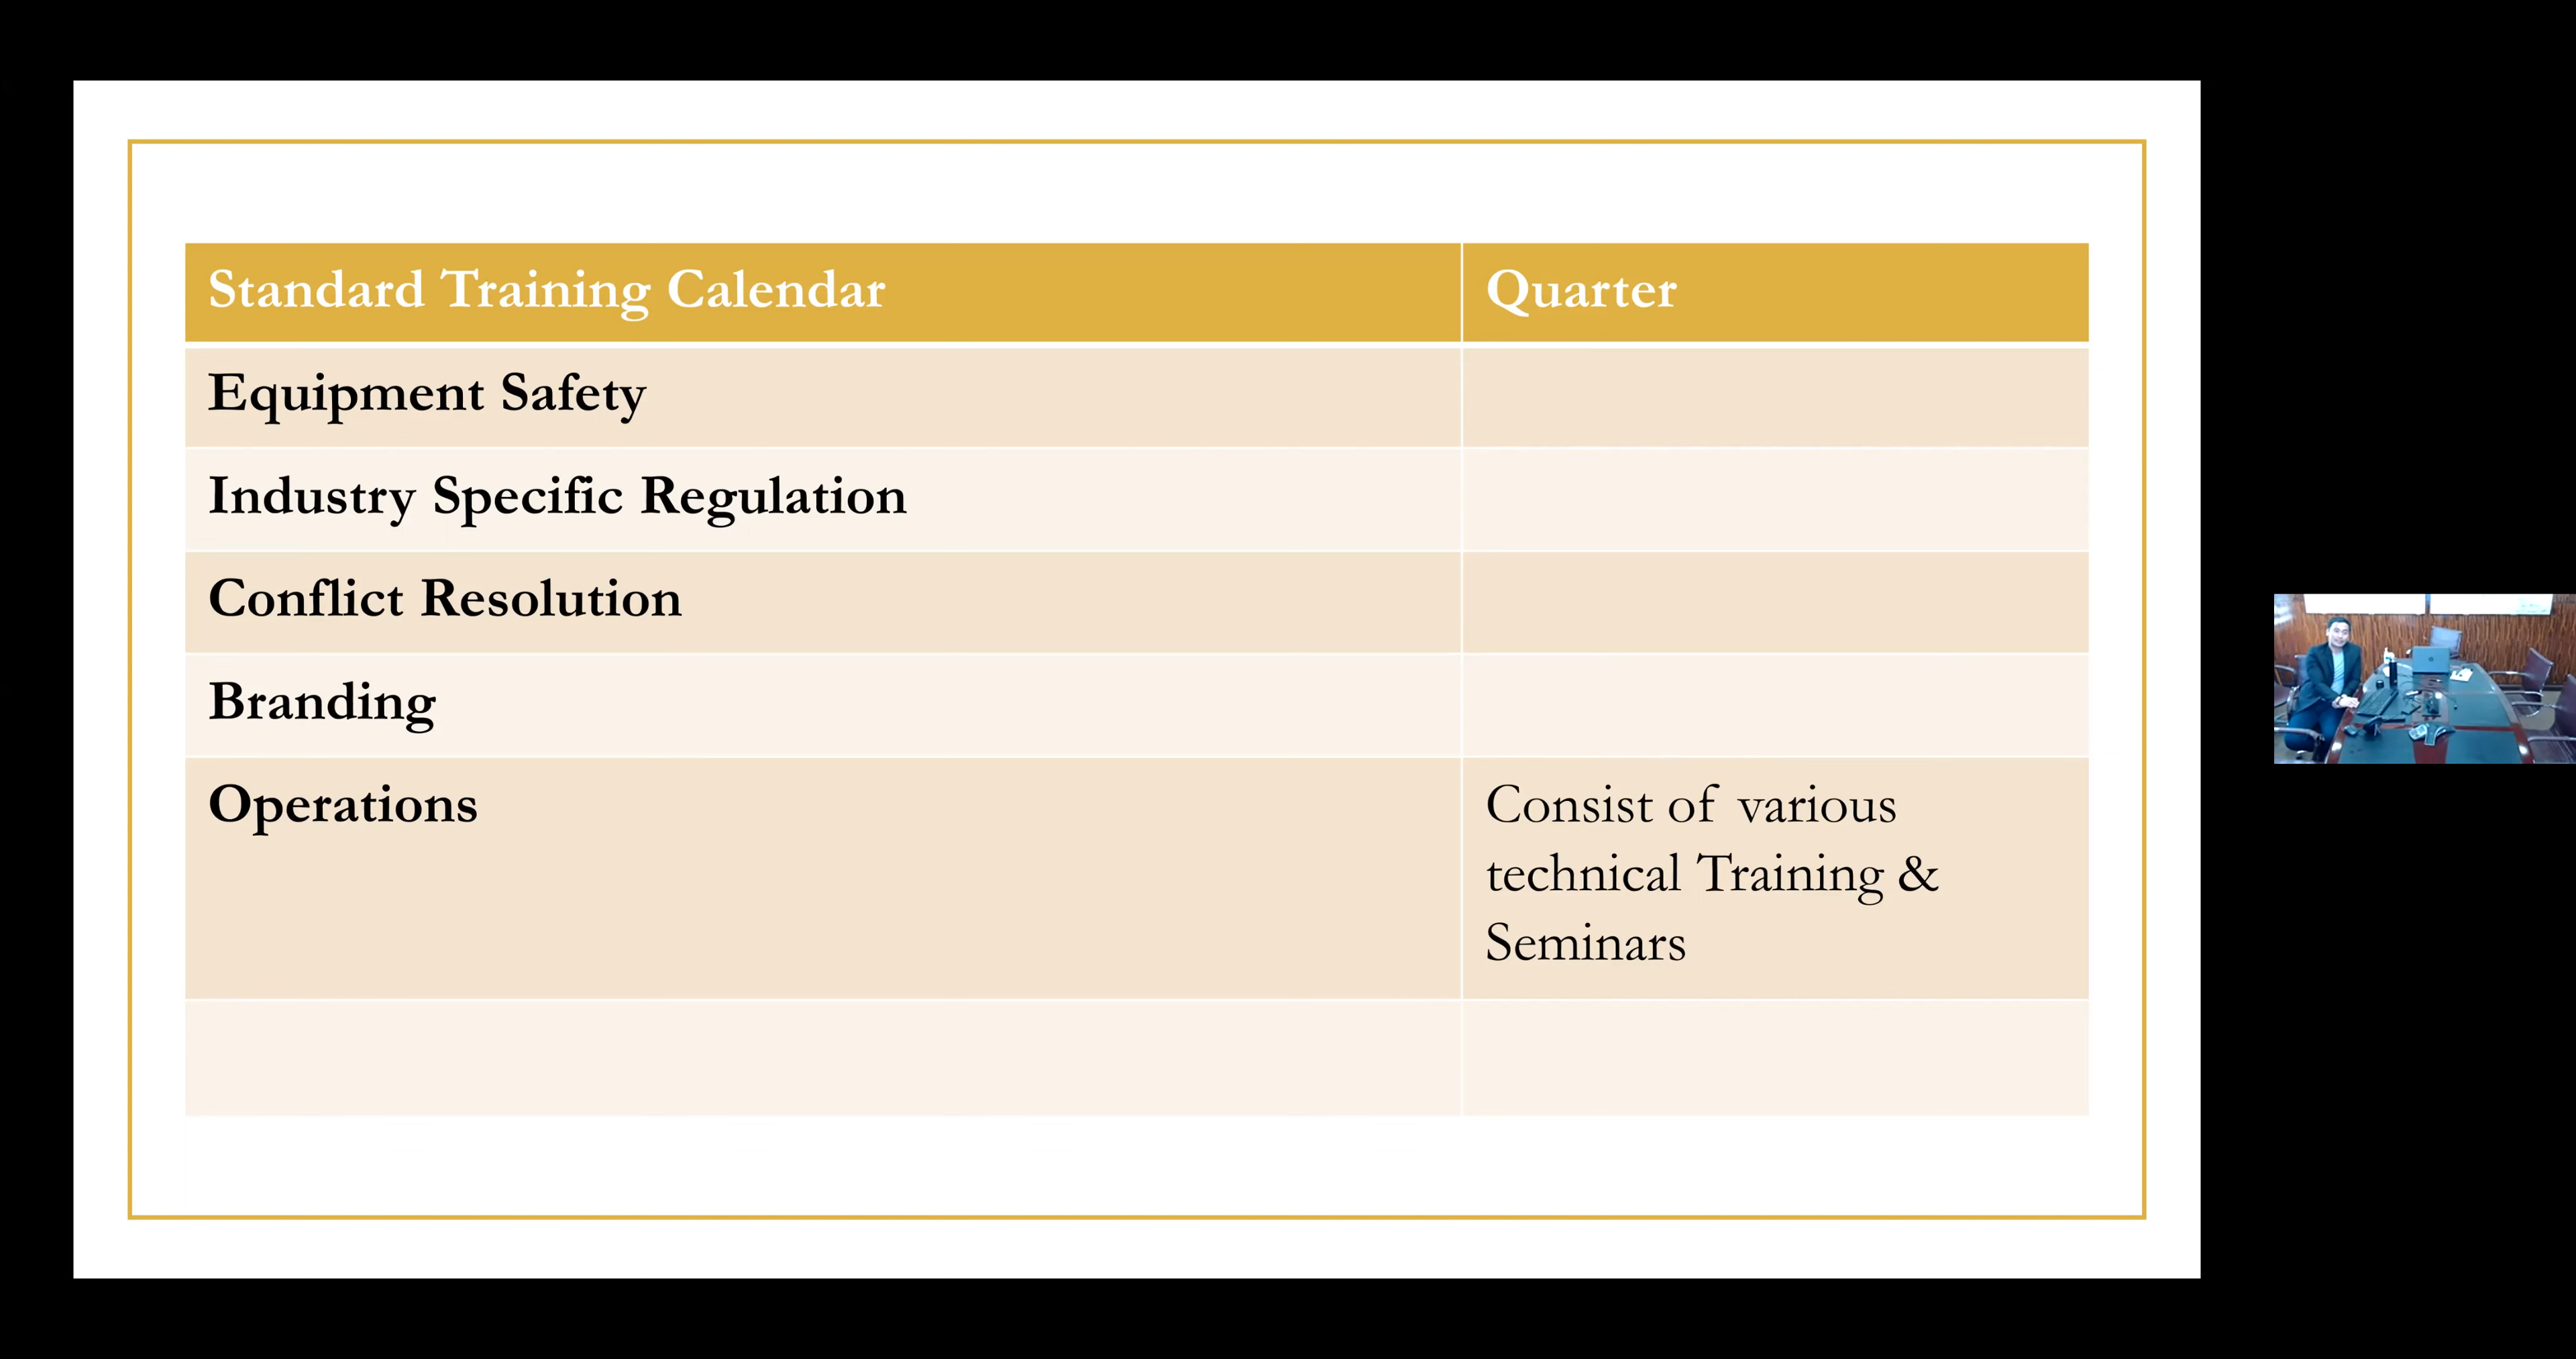 Standard Training Calendar
Quarter
Equipment Safety
Industry Specific Regulation
Conflict Resolution
Branding
Operations
Consist of various
technical Training &
Seminars